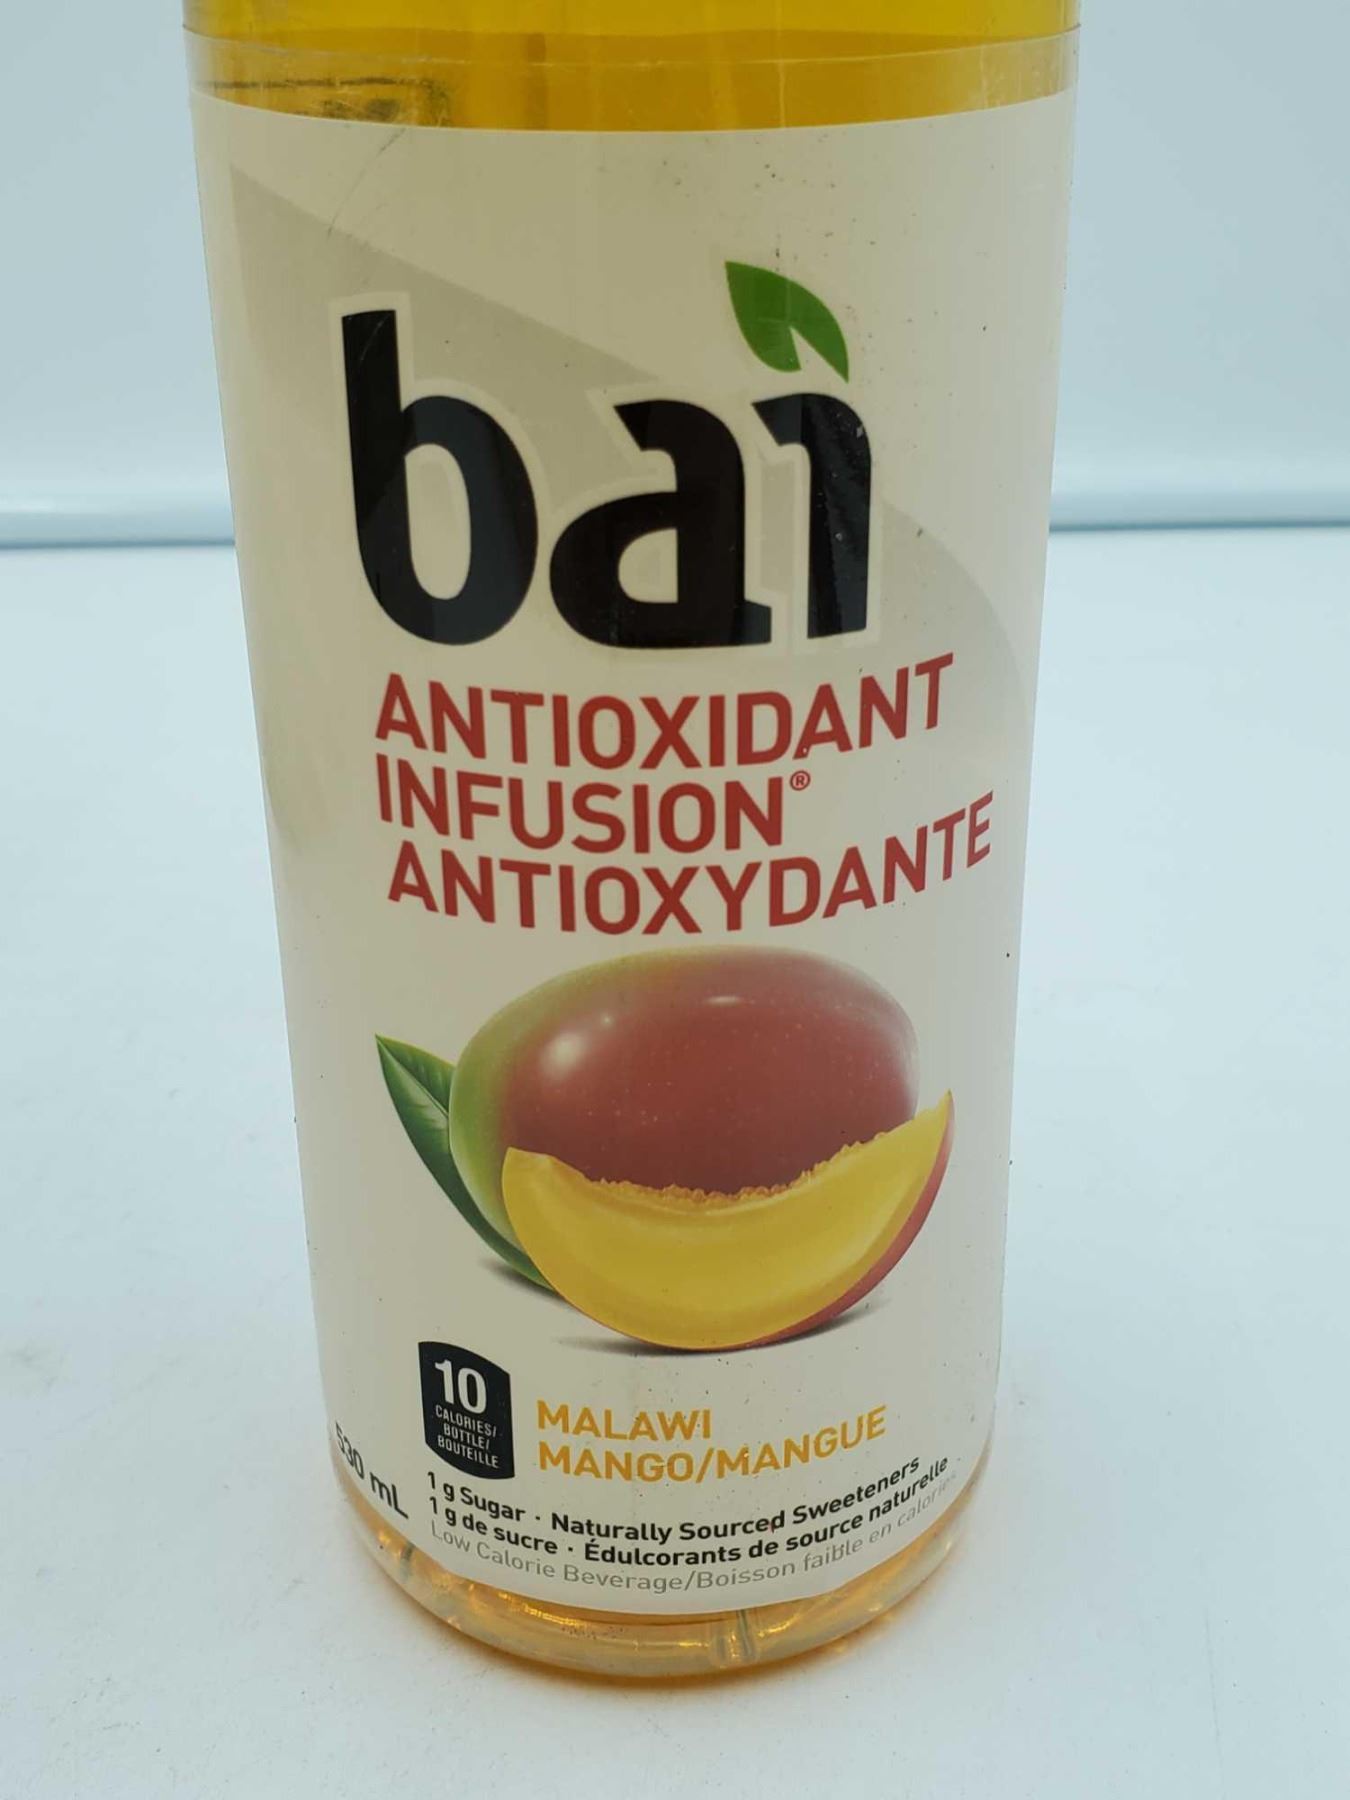 bai
ANTIOXIDANT
INFUSION®
ANTIOXYDANTE
10
CALORIES/
BOTTLE/
BOUTEILLE
MALAWI
MANGO/MANGUE
530 mL
1 g Sugar · Naturally Sourced Sweeteners
1 g de sucre · Édulcorants de source naturelle
Low Calorie Beverage/Boisson faible en calories